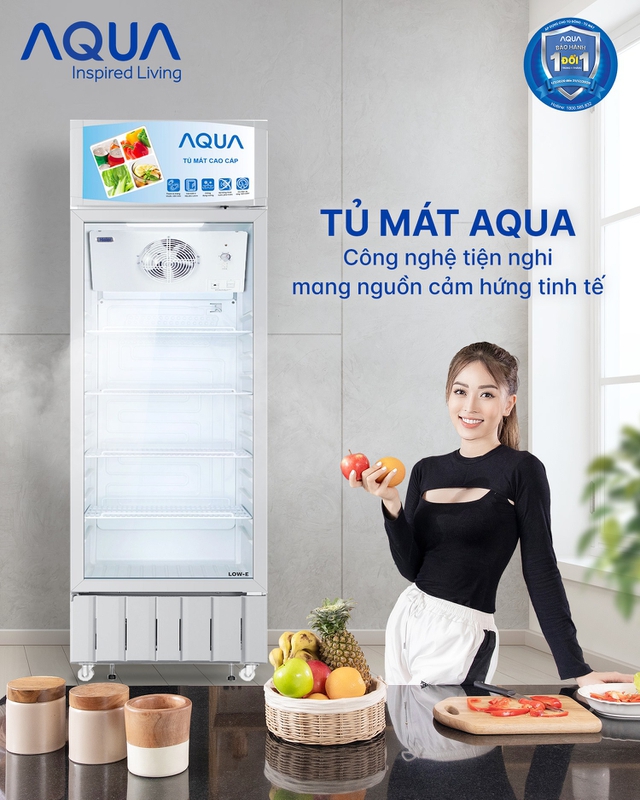 AQUA
Inspired Living
AQUA
BẢO HÀNH
1 ĐỔI 1
AQUA
TỦ MÁT CAO CẤP
TỦ MÁT AQUA
Công nghệ tiện nghi
mang nguồn cảm hứng tinh tế
LOW-E